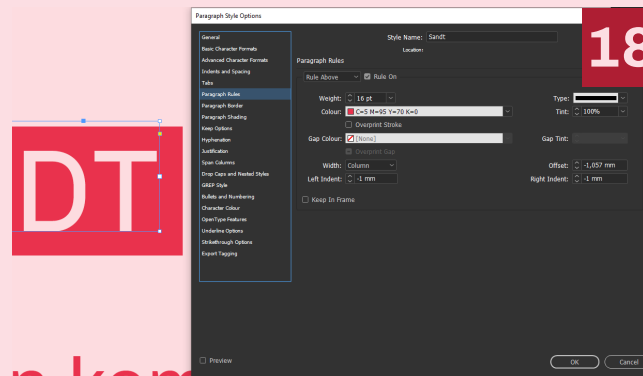 Paragraph Style Options
General
Basic Character Formats
Advanced Character Formats
Indents and Spacing
Tabs
Paragraph Rules
Paragraph Border
Paragraph Shading
Keep Options
Hyphenation
Justification
Span Columns
Drop Caps and Nested Styles
GREP Style
Bullets and Numbering
Character Colour
OpenType Features
Underline Options
Strikethrough Options
Export Tagging
Style Name: Sandt
Location:
Paragraph Rules
Rule Above Rule On
Weight: 16 pt Type:
Colour: C=5 M=95 Y=70 K=0 Tint: 100%
Overprint Stroke
Gap Colour: [None] Gap Tint:
Overprint Gap
Width: Column Offset: -1,057 mm
Left Indent: -1 mm Right Indent: -1 mm
Keep In Frame
Preview
OK Cancel
18
DT